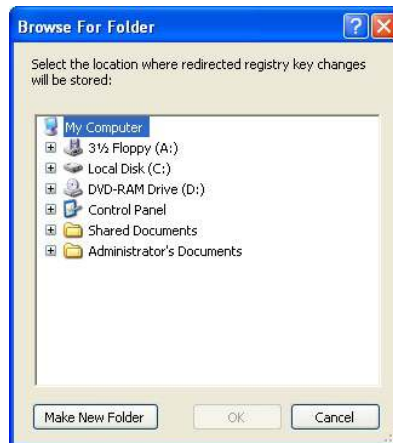 Browse For Folder
Select the location where redirected registry key changes
will be stored:
My Computer
3½ Floppy (A:)
Local Disk (C:)
DVD-RAM Drive (D:)
Control Panel
Shared Documents
Administrator's Documents
Make New Folder
OK
Cancel